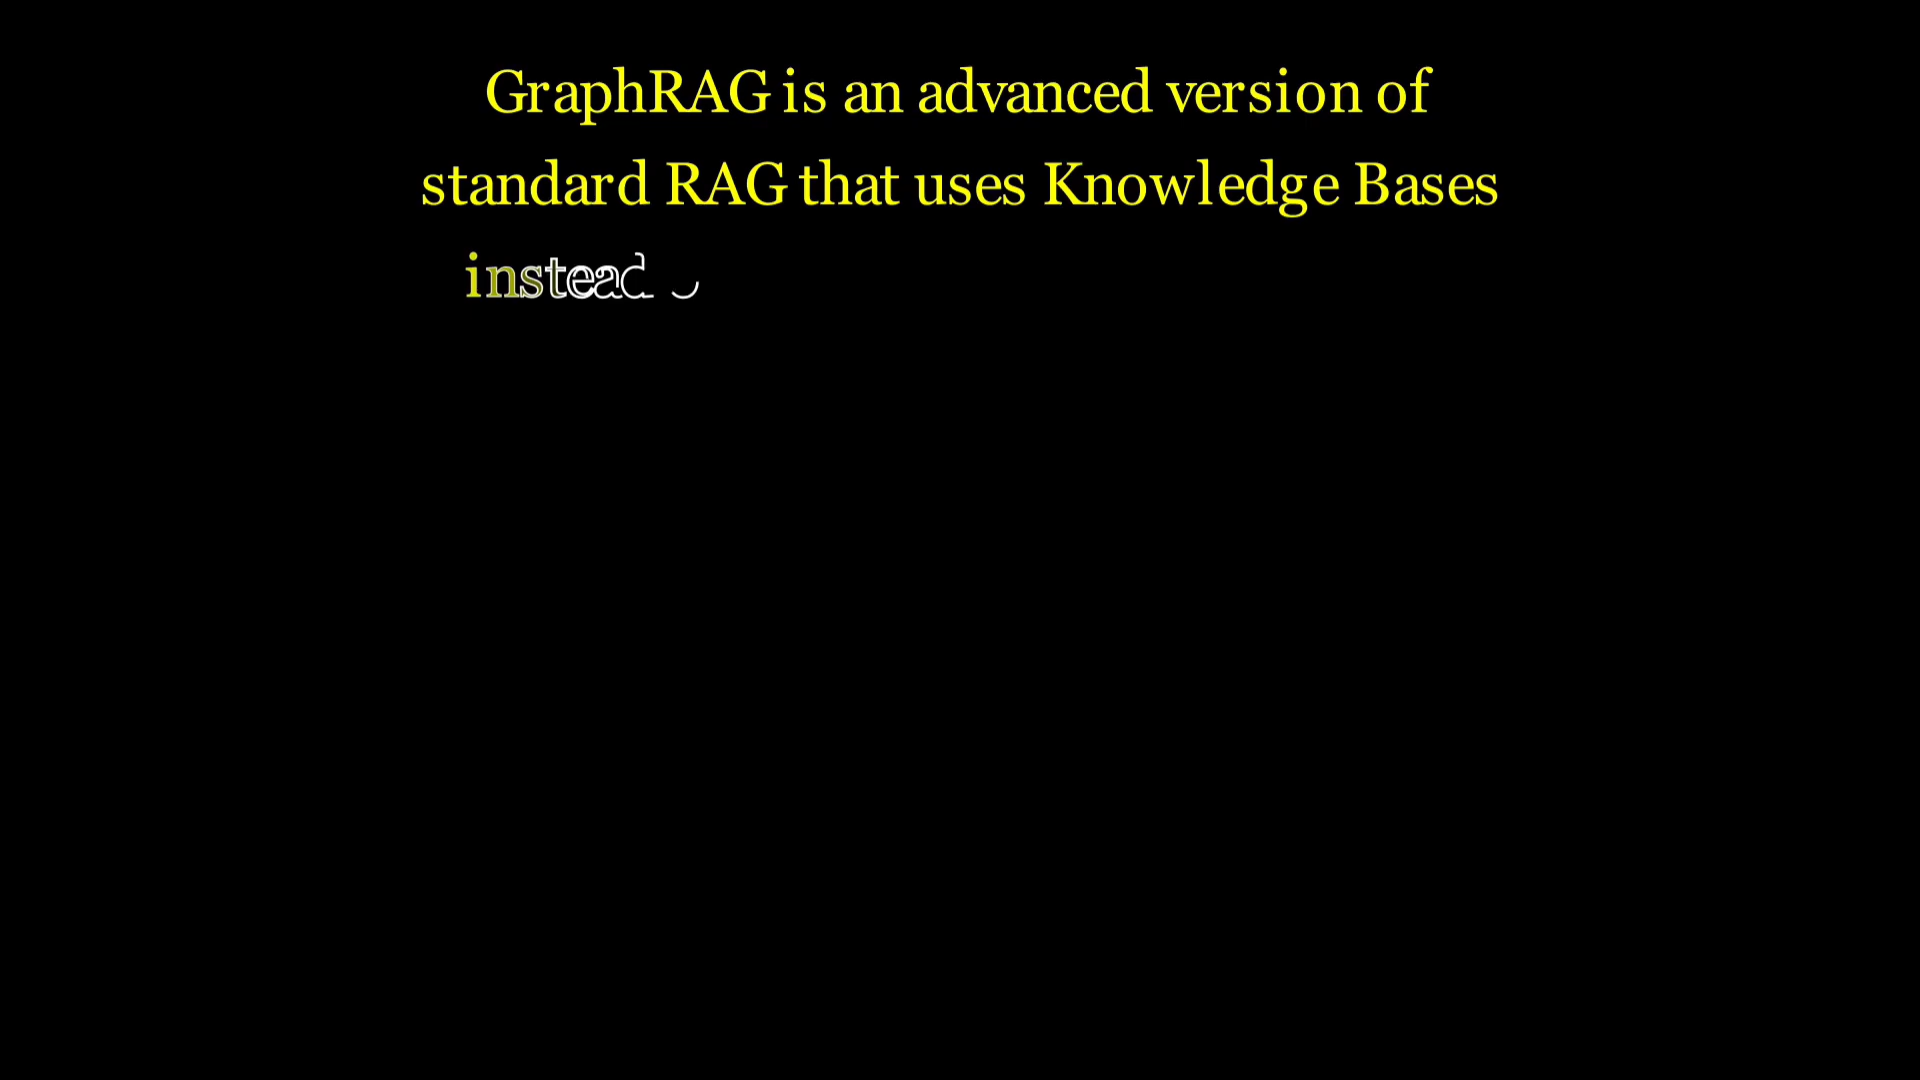 GraphRAG is an advanced version of
standard RAG that uses Knowledge Bases
instead